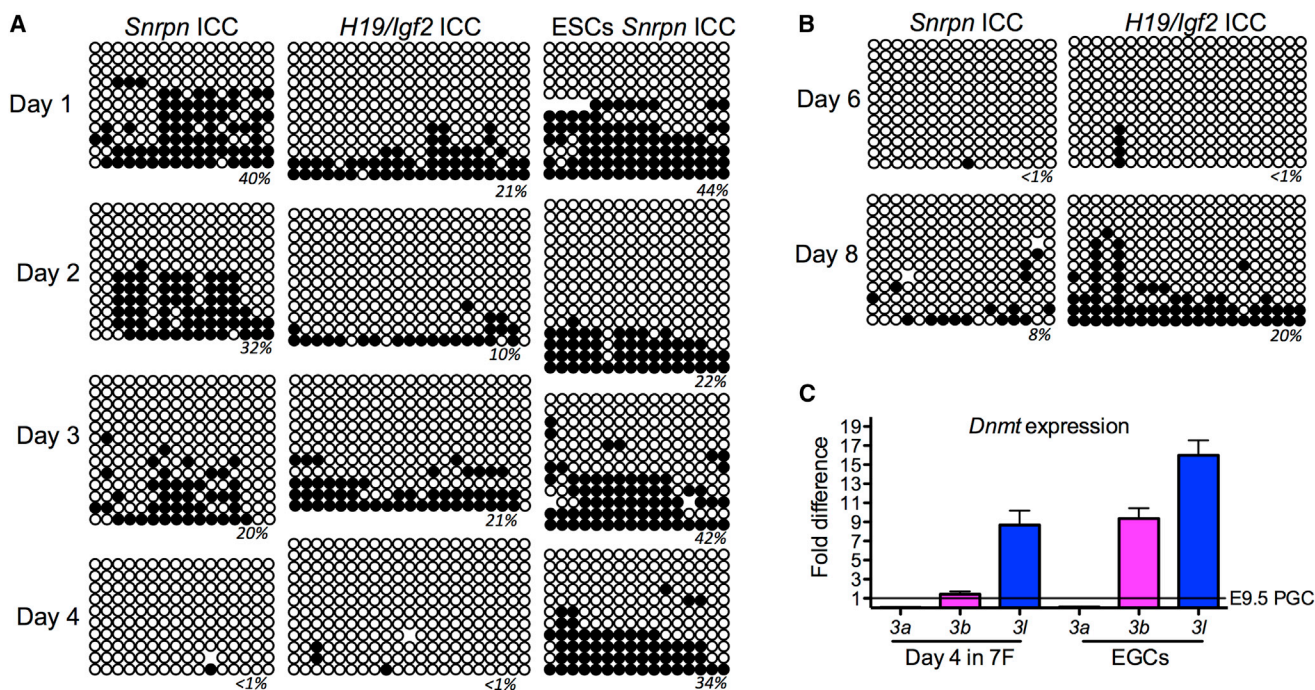 A
Snrpn ICC
H19/Igf2 ICC
ESCs Snrpn ICC
Day 1
40%
21%
44%
Day 2
32%
10%
22%
Day 3
20%
21%
42%
Day 4
<1%
<1%
34%
B
Snrpn ICC
H19/Igf2 ICC
Day 6
<1%
<1%
Day 8
8%
20%
C
Dnmt expression
Fold difference
19
17
15
13
11
9
7
5
3
1
E9.5 PGC
3a 3b 3l 3a 3b 3l
Day 4 in 7F EGCs